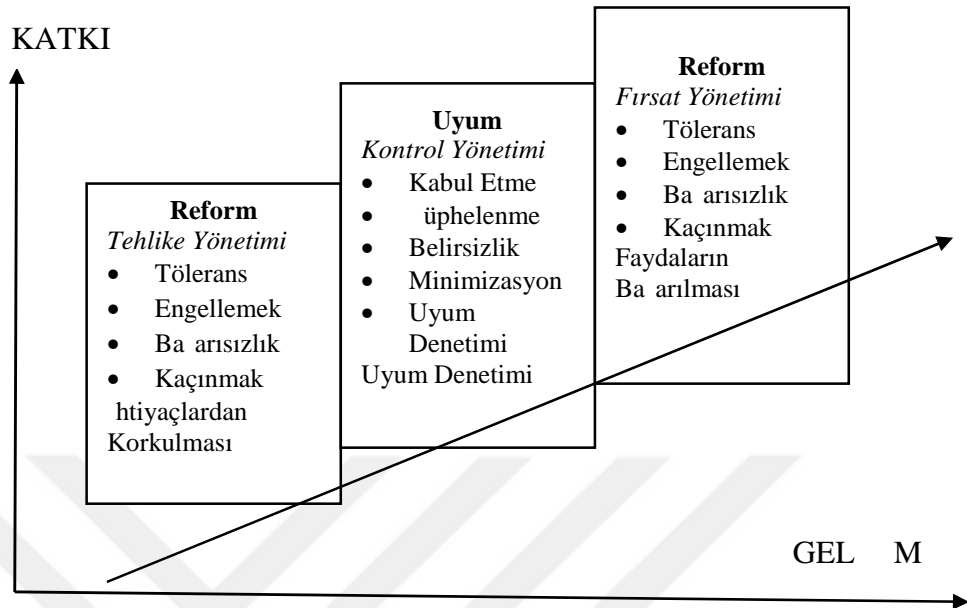 KATKI
Reform
Tehlike Yönetimi
• Tölerans
• Engellemek
• Ba arısızlık
• Kaçınmak
htiyaçlardan
Korkulması
Uyum
Kontrol Yönetimi
• Kabul Etme
• üphelenme
• Belirsizlik
• Minimizasyon
• Uyum
Denetimi
Uyum Denetimi
Reform
Fırsat Yönetimi
• Tölerans
• Engellemek
• Ba arısızlık
• Kaçınmak
Faydaların
Ba arılması
GEL M